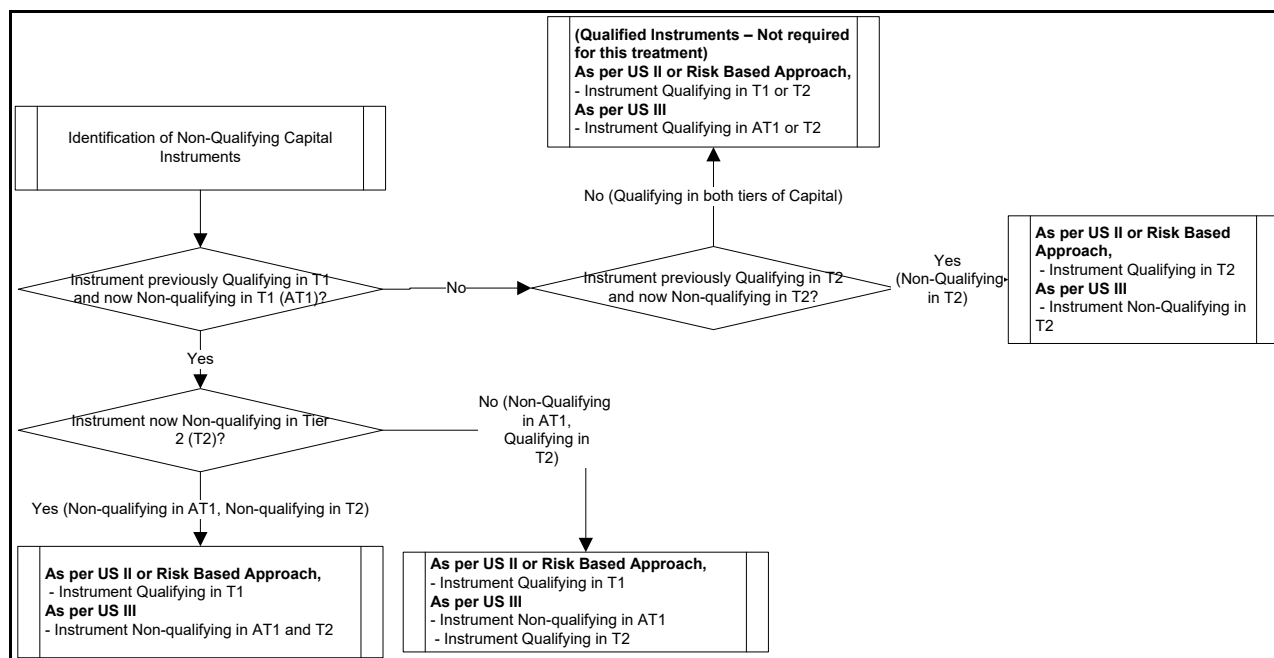 (Qualified Instruments – Not required
for this treatment)
As per US II or Risk Based Approach,
- Instrument Qualifying in T1 or T2
As per US III
- Instrument Qualifying in AT1 or T2
Identification of Non-Qualifying Capital
Instruments
No (Qualifying in both tiers of Capital)
Instrument previously Qualifying in T1
and now Non-qualifying in T1 (AT1)?
No
Instrument previously Qualifying in T2
and now Non-qualifying in T2?
Yes
(Non-Qualifying
in T2)
As per US II or Risk Based
Approach,
- Instrument Qualifying in T2
As per US III
- Instrument Non-Qualifying in
T2
Yes
Instrument now Non-qualifying in Tier
2 (T2)?
No (Non-Qualifying
in AT1,
Qualifying in
T2)
Yes (Non-qualifying in AT1, Non-qualifying in T2)
As per US II or Risk Based Approach,
- Instrument Qualifying in T1
As per US III
- Instrument Non-qualifying in AT1 and T2
As per US II or Risk Based Approach,
- Instrument Qualifying in T1
As per US III
- Instrument Non-qualifying in AT1
- Instrument Qualifying in T2